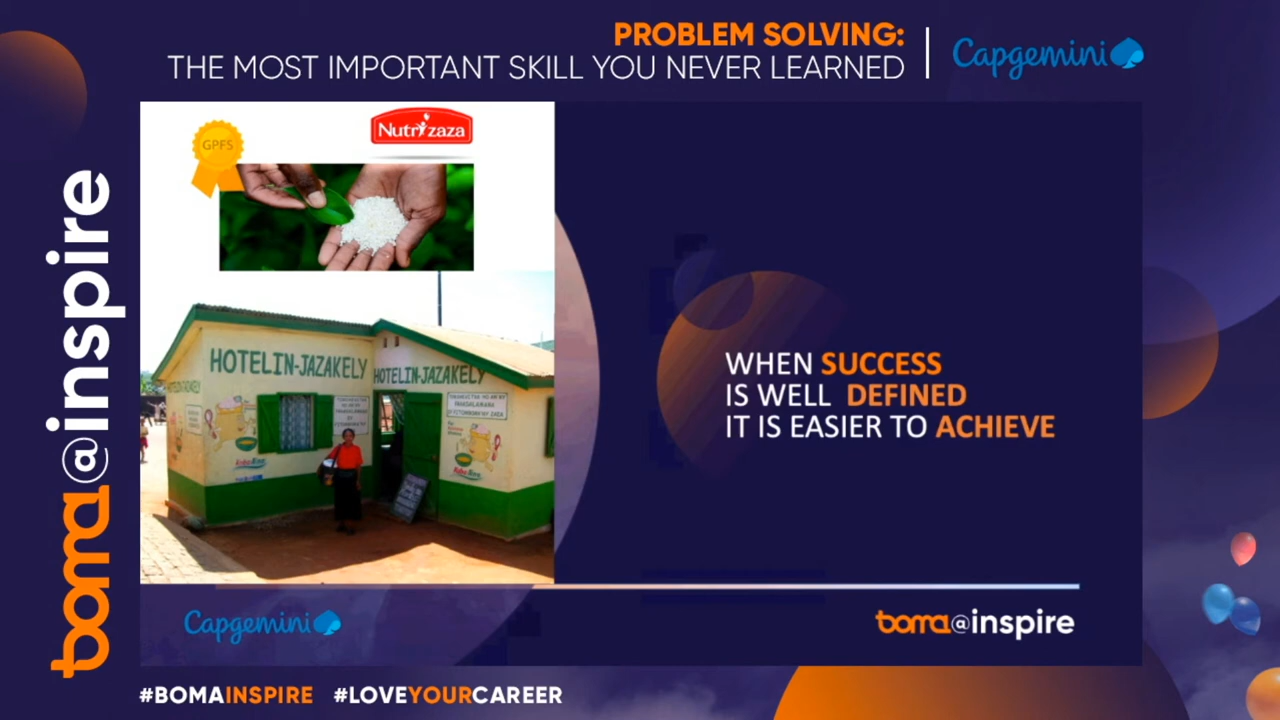 PROBLEM SOLVING:
THE MOST IMPORTANT SKILL YOU NEVER LEARNED
Capgemini
boma@inspire
GPFS
Nutrizaza
HOTELIN-JAZAKELY
HOTELIN-JAZAKELY
WHEN SUCCESS
IS WELL DEFINED
IT IS EASIER TO ACHIEVE
Capgemini
boma@inspire
#BOMAINSPIRE #LOVEYOURCAREER